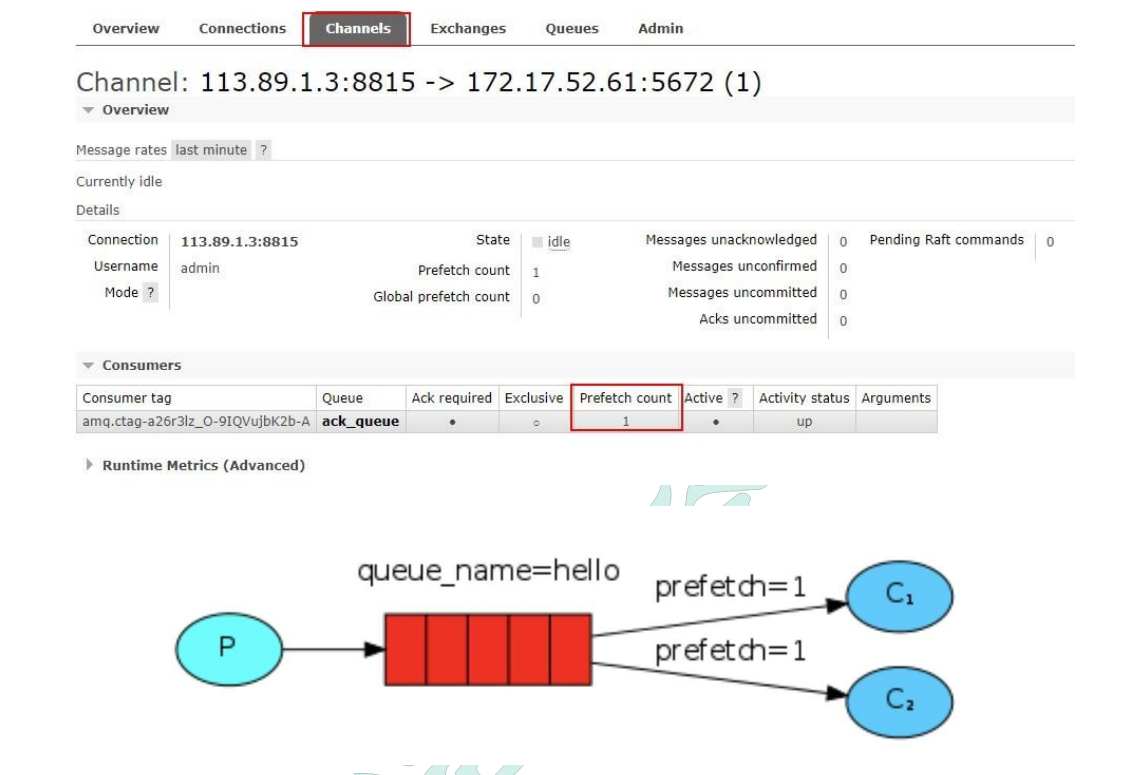 Overview Connections Channels Exchanges Queues Admin
Channel: 113.89.1.3:8815 -> 172.17.52.61:5672 (1)
Overview
Message rates last minute ?
Currently idle
Details
Connection 113.89.1.3:8815 State idle Messages unacknowledged 0 Pending Raft commands 0
Username admin Prefetch count 1 Messages unconfirmed 0
Mode ? Global prefetch count 0 Messages uncommitted 0
Acks uncommitted 0
Consumers
Consumer tag Queue Ack required Exclusive Prefetch count Active ? Activity status Arguments
amq.ctag-a26r3lz_O-9IQVujbK2b-A ack_queue ● ○ 1 ● up
Runtime Metrics (Advanced)
queue_name=hello
prefetch=1 C₁
P
prefetch=1
C₂